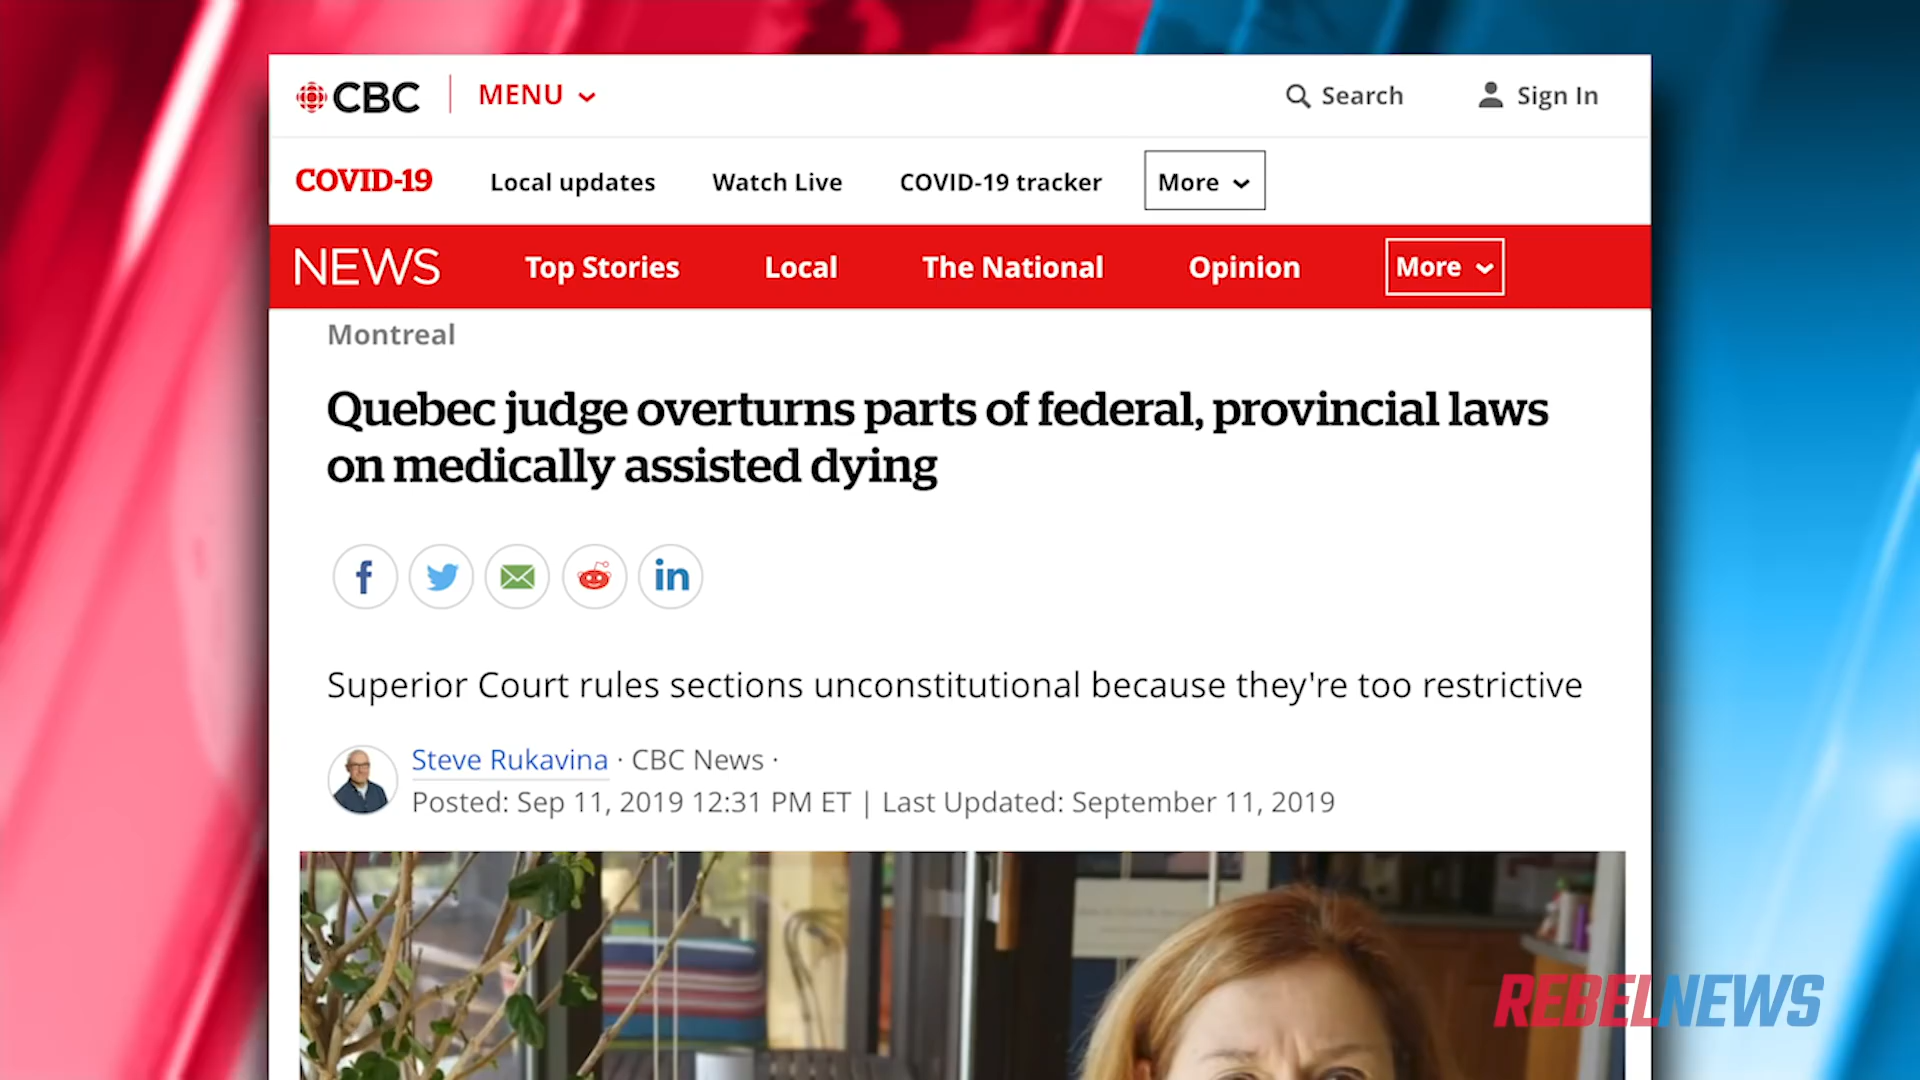 CBC MENU Search Sign In
COVID-19 Local updates Watch Live COVID-19 tracker More
NEWS Top Stories Local The National Opinion More
Montreal
Quebec judge overturns parts of federal, provincial laws
on medically assisted dying
f in
Superior Court rules sections unconstitutional because they're too restrictive
Steve Rukavina · CBC News ·
Posted: Sep 11, 2019 12:31 PM ET | Last Updated: September 11, 2019
REBELNEWS